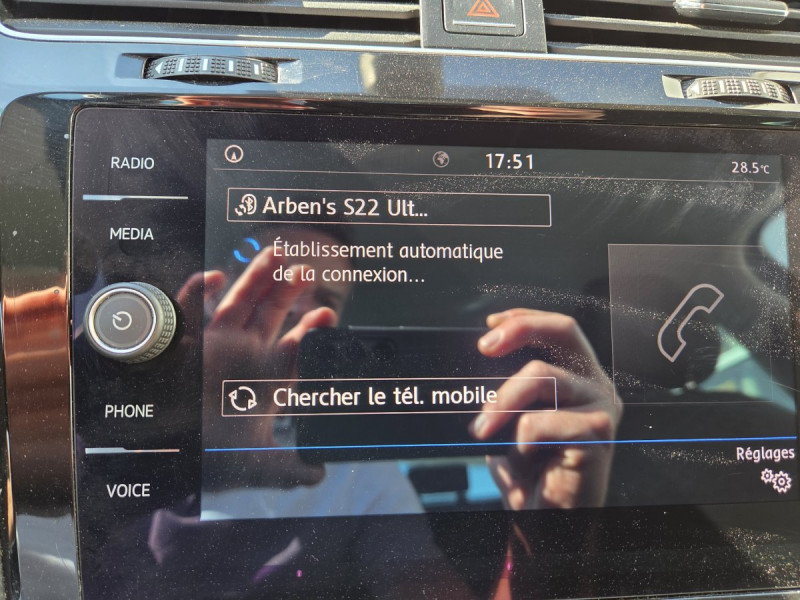 RADIO
MEDIA
PHONE
VOICE
17:51
28.5°C
Arben's S22 Ult...
Établissement automatique
de la connexion...
Chercher le tél. mobile
Réglages